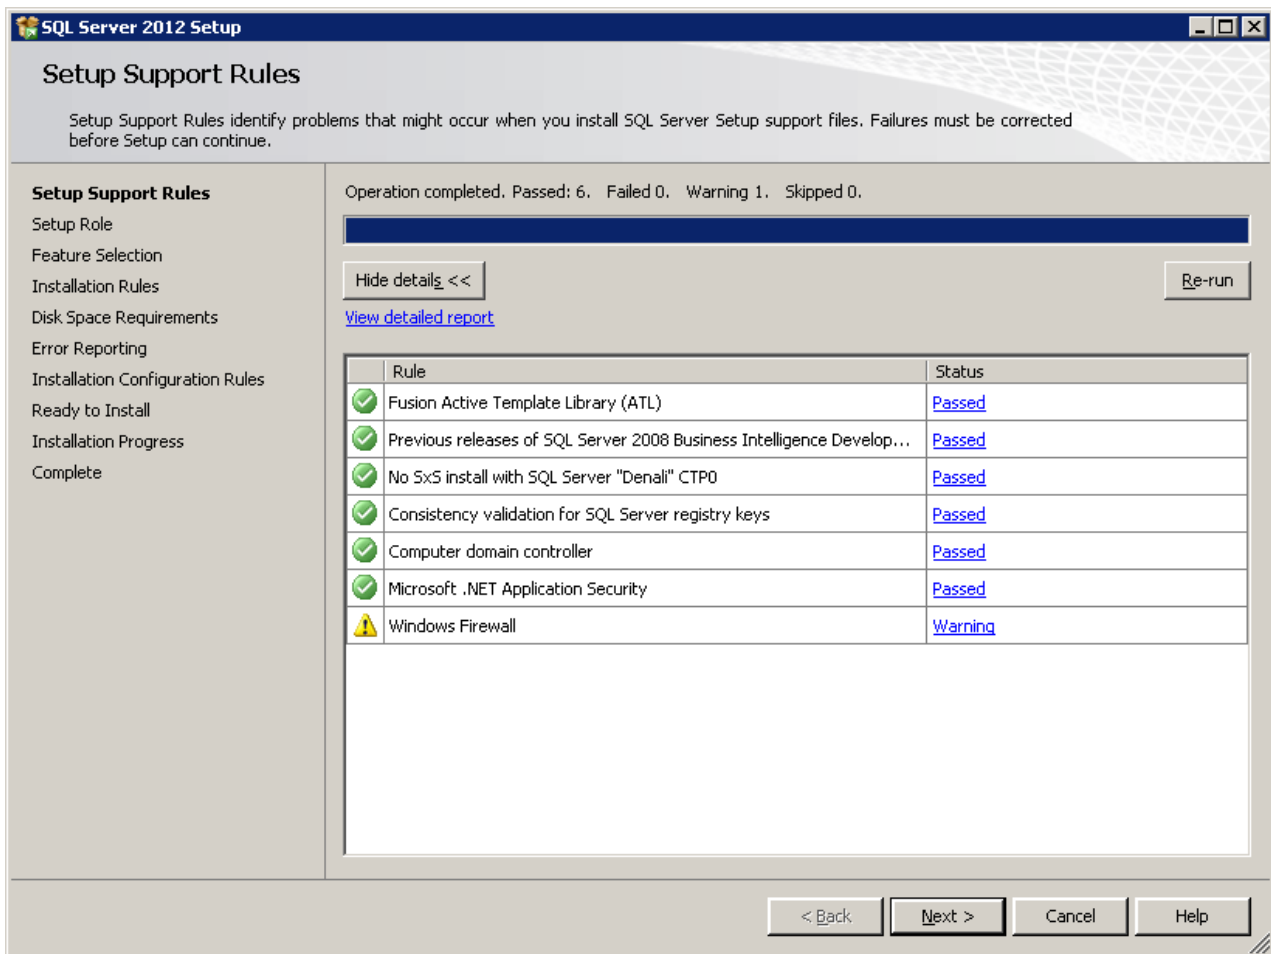 SQL Server 2012 Setup
Setup Support Rules
Setup Support Rules identify problems that might occur when you install SQL Server Setup support files. Failures must be corrected
before Setup can continue.
Setup Support Rules
Setup Role
Feature Selection
Installation Rules
Disk Space Requirements
Error Reporting
Installation Configuration Rules
Ready to Install
Installation Progress
Complete
Operation completed. Passed: 6. Failed 0. Warning 1. Skipped 0.
Hide details <<
Re-run
View detailed report
Rule Status
Fusion Active Template Library (ATL) Passed
Previous releases of SQL Server 2008 Business Intelligence Develop... Passed
No SxS install with SQL Server "Denali" CTP0 Passed
Consistency validation for SQL Server registry keys Passed
Computer domain controller Passed
Microsoft .NET Application Security Passed
Windows Firewall Warning
< Back Next > Cancel Help